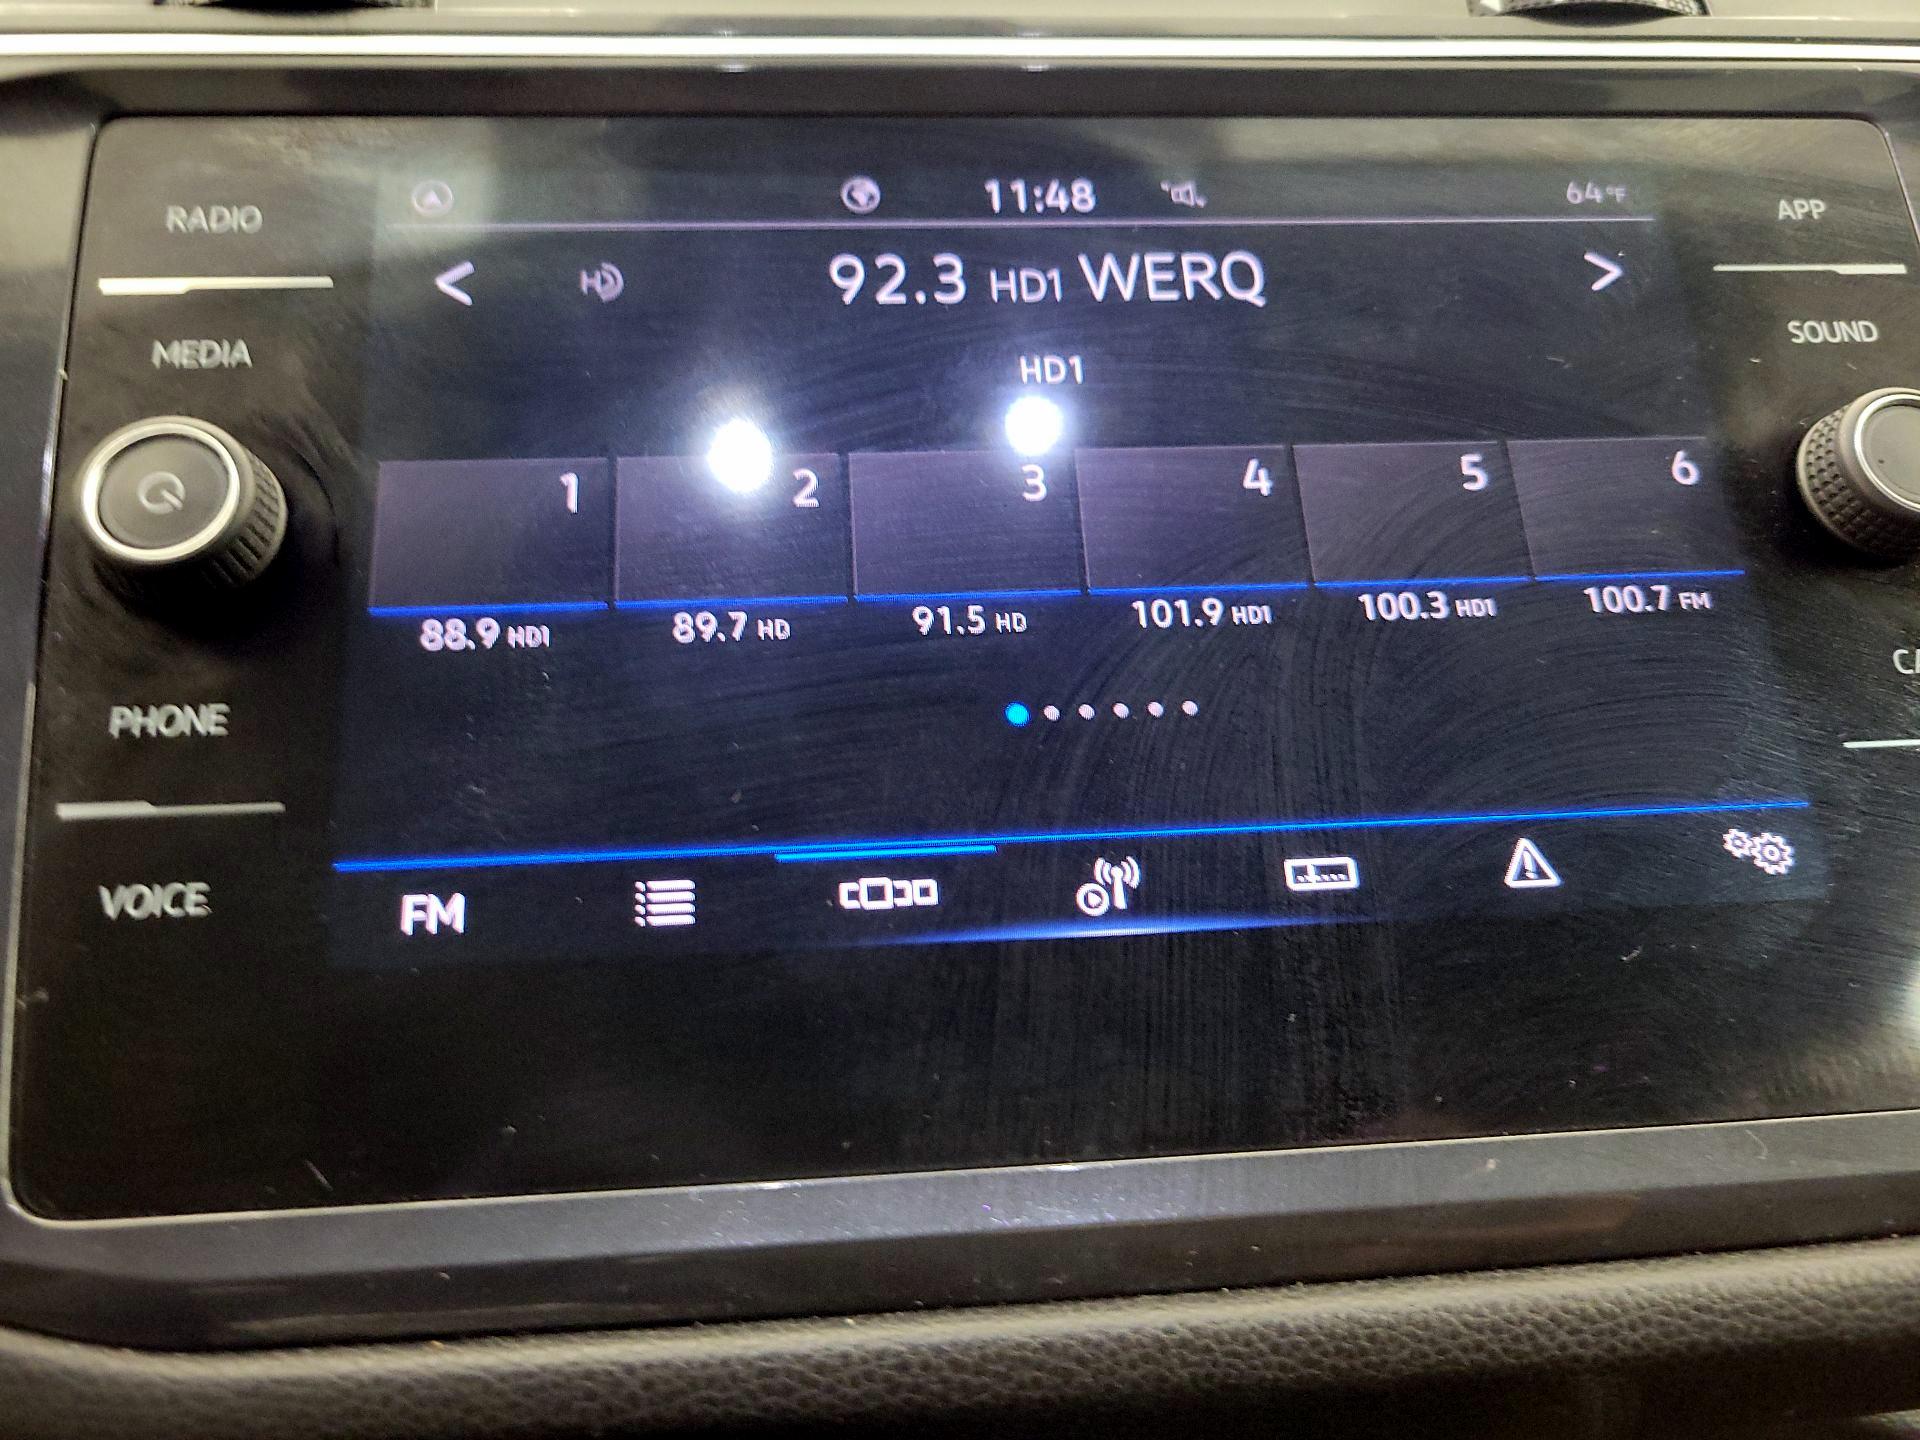 RADIO
MEDIA
PHONE
VOICE
11:48
64°F
< HD 92.3 HD1 WERQ >
HD1
1 2 3 4 5 6
88.9 HD1 89.7 HD 91.5 HD 101.9 HD1 100.3 HD1 100.7 FM
FM
APP
SOUND